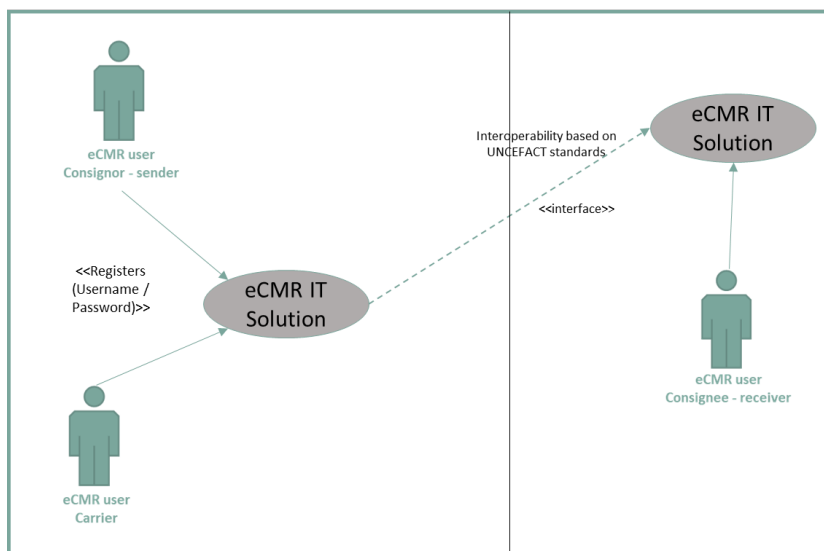 eCMR user
Consignor - sender
<<Registers
(Username /
Password)>>
eCMR IT
Solution
eCMR user
Carrier
Interoperability based on
UNCEFACT standards
<<interface>>
eCMR IT
Solution
eCMR user
Consignee - receiver